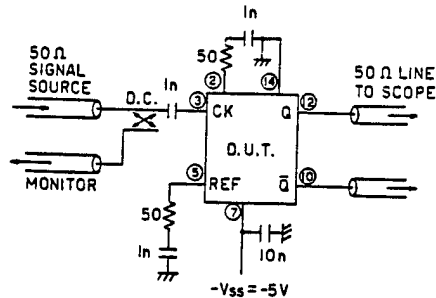 1n
50Ω
SIGNAL
SOURCE
50
2
14
50Ω LINE
TO SCOPE
D.C.
1n
3
CK
Q
12
D.U.T.
MONITOR
5
REF
Q̅
10
50
7
1n
10n
-Vss = -5V